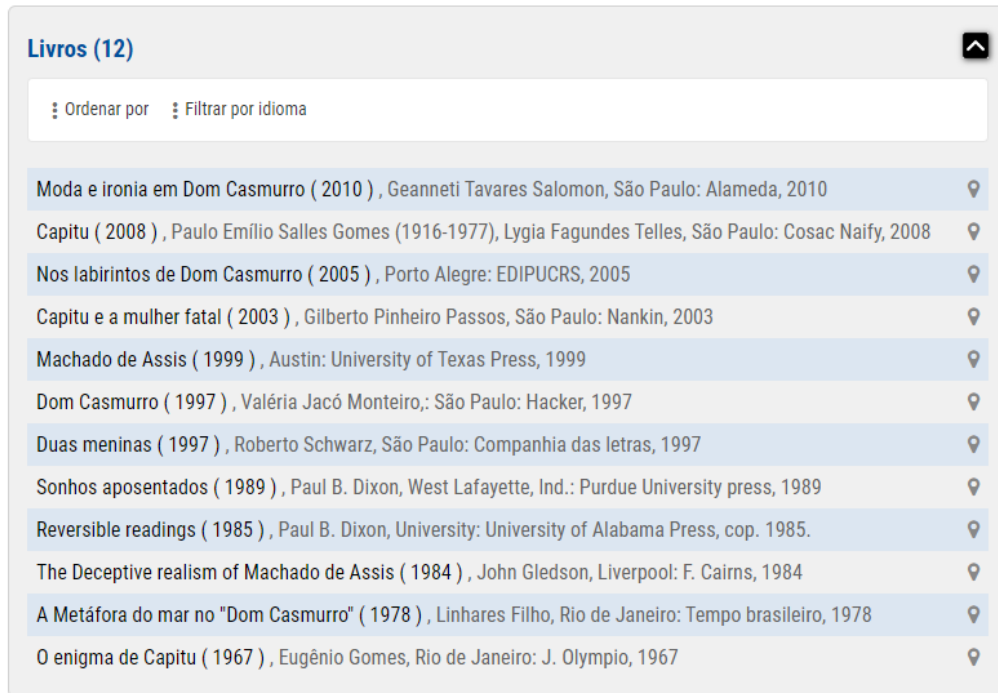 Livros (12)
Ordenar por Filtrar por idioma
Moda e ironia em Dom Casmurro ( 2010 ) , Geanneti Tavares Salomon, São Paulo: Alameda, 2010
Capitu ( 2008 ) , Paulo Emílio Salles Gomes (1916-1977), Lygia Fagundes Telles, São Paulo: Cosac Naify, 2008
Nos labirintos de Dom Casmurro ( 2005 ) , Porto Alegre: EDIPUCRS, 2005
Capitu e a mulher fatal ( 2003 ) , Gilberto Pinheiro Passos, São Paulo: Nankin, 2003
Machado de Assis ( 1999 ) , Austin: University of Texas Press, 1999
Dom Casmurro ( 1997 ) , Valéria Jacó Monteiro,: São Paulo: Hacker, 1997
Duas meninas ( 1997 ) , Roberto Schwarz, São Paulo: Companhia das letras, 1997
Sonhos aposentados ( 1989 ) , Paul B. Dixon, West Lafayette, Ind.: Purdue University press, 1989
Reversible readings ( 1985 ) , Paul B. Dixon, University: University of Alabama Press, cop. 1985.
The Deceptive realism of Machado de Assis ( 1984 ) , John Gledson, Liverpool: F. Cairns, 1984
A Metáfora do mar no "Dom Casmurro" ( 1978 ) , Linhares Filho, Rio de Janeiro: Tempo brasileiro, 1978
O enigma de Capitu ( 1967 ) , Eugênio Gomes, Rio de Janeiro: J. Olympio, 1967